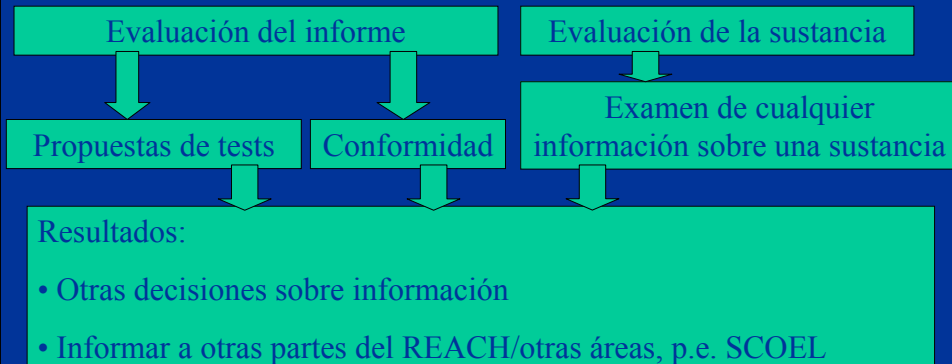 Evaluación del informe
Evaluación de la sustancia
Propuestas de tests
Conformidad
Examen de cualquier
información sobre una sustancia
Resultados:
• Otras decisiones sobre información
• Informar a otras partes del REACH/otras áreas, p.e. SCOEL